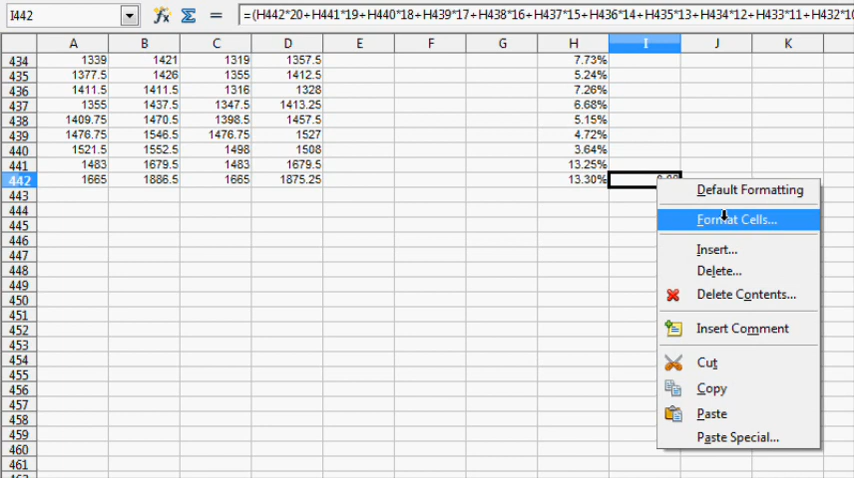 I442 =(H442*20+H441*19+H440*18+H439*17+H438*16+H437*15+H436*14+H435*13+H434*12+H433*11+H432*10
A B C D E F G H I J K
434 1339 1421 1319 1357.5 7.73%
435 1377.5 1426 1355 1412.5 5.24%
436 1411.5 1411.5 1316 1328 7.26%
437 1355 1437.5 1347.5 1413.25 6.68%
438 1409.75 1470.5 1398.5 1457.5 5.15%
439 1476.75 1546.5 1476.75 1527 4.72%
440 1521.5 1552.5 1498 1508 3.64%
441 1483 1679.5 1483 1679.5 13.25%
442 1665 1886.5 1665 1875.25 13.30%
443 Default Formatting
444
445 Format Cells...
446
447 Insert...
448 Delete...
449
450 Delete Contents...
451
452 Insert Comment
453
454 Cut
455
456 Copy
457
458 Paste
459 Paste Special...
460
461